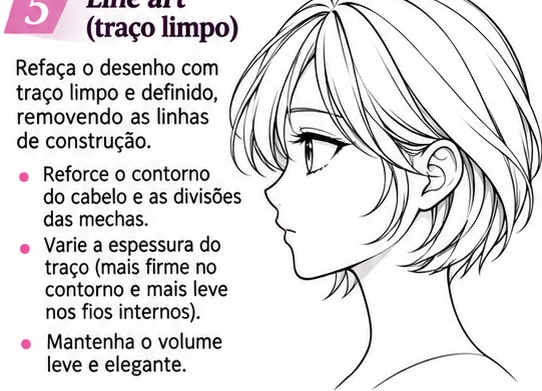 5
Line art
(traço limpo)
Refaça o desenho com
traço limpo e definido,
removendo as linhas
de construção.
Reforce o contorno
do cabelo e as divisões
das mechas.
Varie a espessura do
traço (mais firme no
contorno e mais leve
nos fios internos).
Mantenha o volume
leve e elegante.